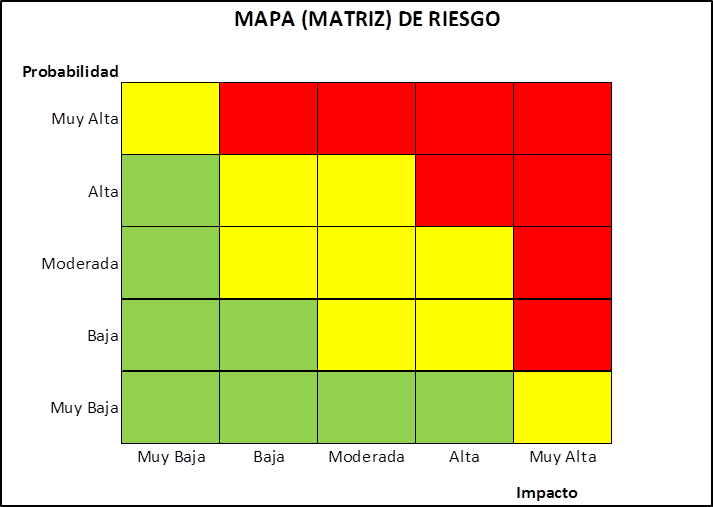 MAPA (MATRIZ) DE RIESGO
Probabilidad
Muy Alta
Alta
Moderada
Baja
Muy Baja
Muy Baja Baja Moderada Alta Muy Alta
Impacto